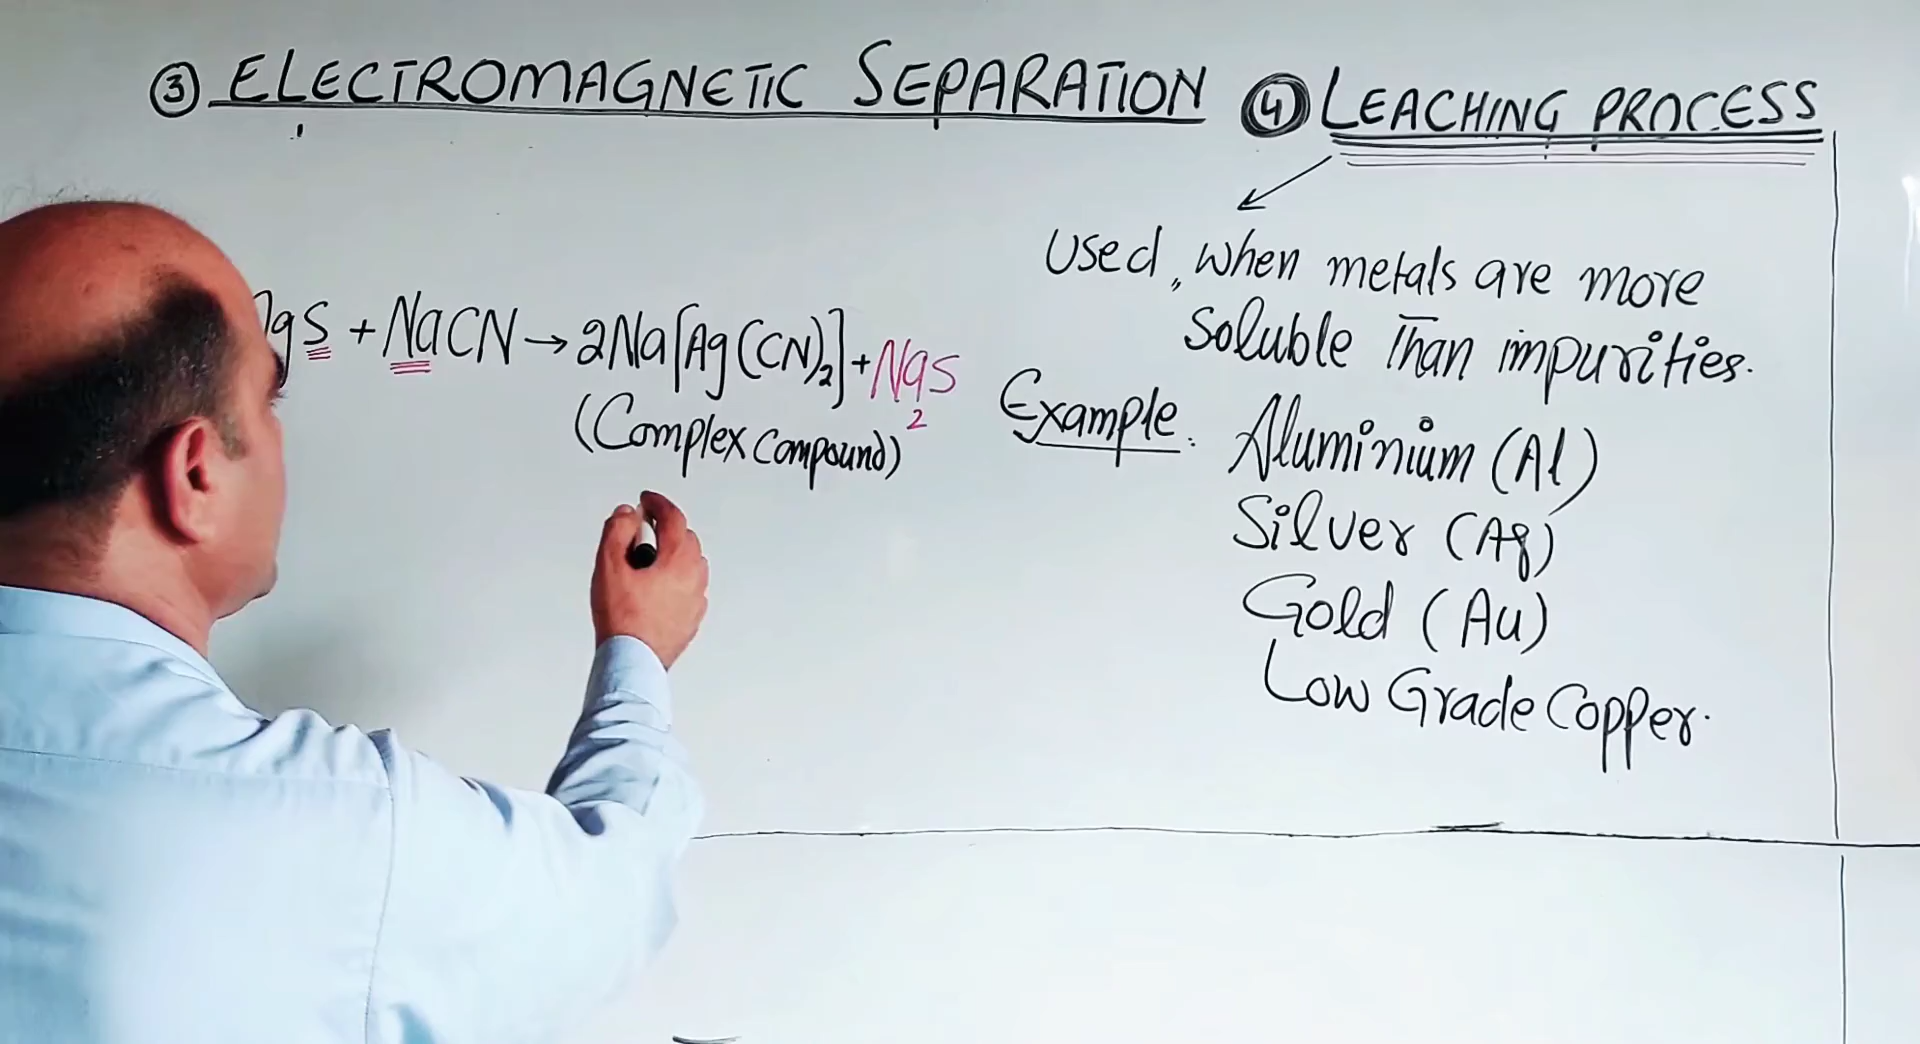 ③ ELECTROMAGNETIC SEPARATION
gS + NaCN → 2Na[Ag(CN)₂] + Na₂S
(Complex Compound)
④ LEACHING PROCESS
Used, when metals are more
soluble Than impurities.
Example: Aluminium (Al)
Silver (Ag)
Gold (Au)
Low Grade Copper.